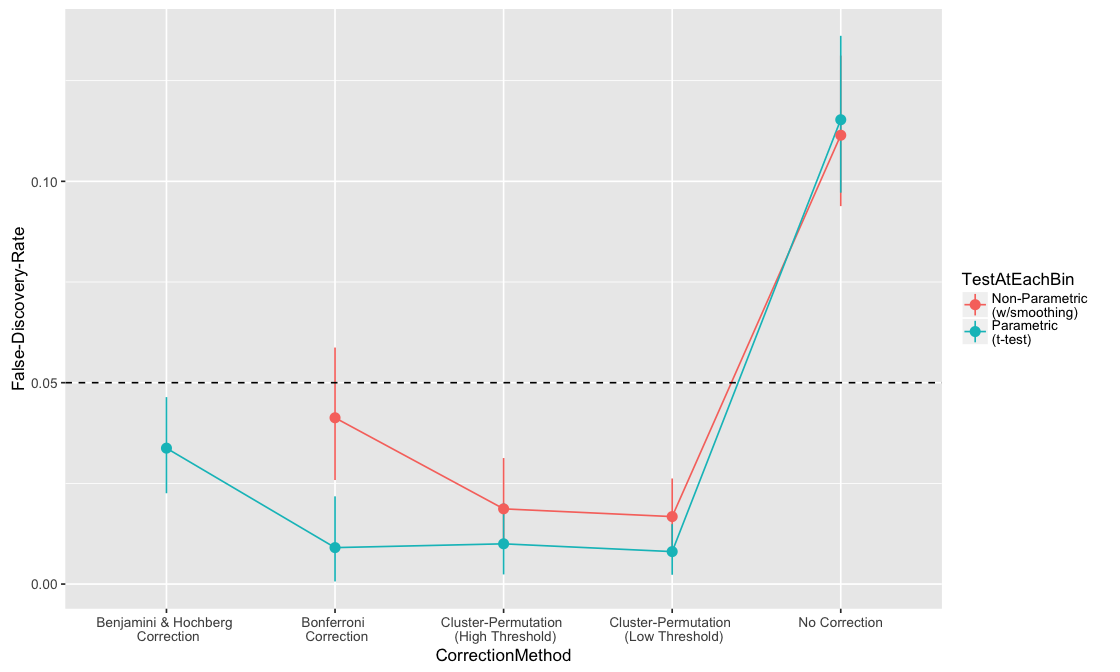 False-Discovery-Rate
0.10
0.05
0.00
Benjamini & Hochberg
Correction
Bonferroni
Correction
Cluster-Permutation
(High Threshold)
Cluster-Permutation
(Low Threshold)
No Correction
CorrectionMethod
TestAtEachBin
Non-Parametric
(w/smoothing)
Parametric
(t-test)